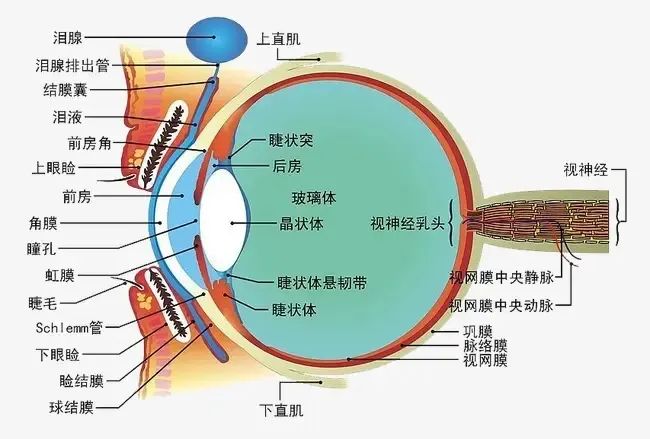 泪腺
泪腺排出管
结膜囊
泪液
前房角
上眼睑
前房
角膜
瞳孔
虹膜
睫毛
Schlemm管
下眼睑
睑结膜
球结膜
上直肌
睫状突
后房
玻璃体
晶状体
视神经乳头
睫状体悬韧带
睫状体
下直肌
视神经
视网膜中央静脉
视网膜中央动脉
巩膜
脉络膜
视网膜